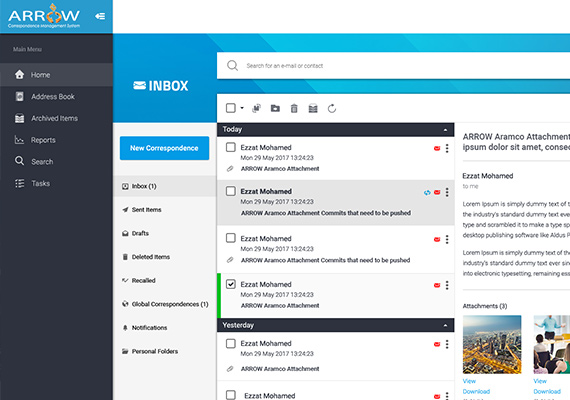 ARROW
Correspondence Management System
Main Menu
Home
Address Book
Archived Items
Reports
Search
Tasks
INBOX
New Correspondence
Inbox (1)
Sent Items
Drafts
Deleted Items
Recalled
Global Correspondences (1)
Notifications
Personal Folders
Search for an e-mail or contact
Today
Ezzat Mohamed
Mon 29 May 2017 13:24:23
ARROW Aramco Attachment
Ezzat Mohamed
Mon 29 May 2017 13:24:23
ARROW Aramco Attachment Commits that need to be pushed
Ezzat Mohamed
Mon 29 May 2017 13:24:23
ARROW Aramco Attachment Commits that need to be pushed
Ezzat Mohamed
Mon 29 May 2017 13:24:23
ARROW Aramco Attachment
Yesterday
Ezzat Mohamed
Mon 29 May 2017 13:24:23
ARROW Aramco Attachment
Ezzat Mohamed
ARROW Aramco Attachment
ipsum dolor sit amet, consec
Ezzat Mohamed
to me
Lorem Ipsum is simply dummy text of
the industry's standard dummy text eve
type and scrambled it to make a type s
desktop publishing software like Aldus P
Lorem Ipsum is simply dummy text of th
industry's standard dummy text ever sin
into electronic typesetting, remaining ess
Attachments (3)
View
Download
View
Download